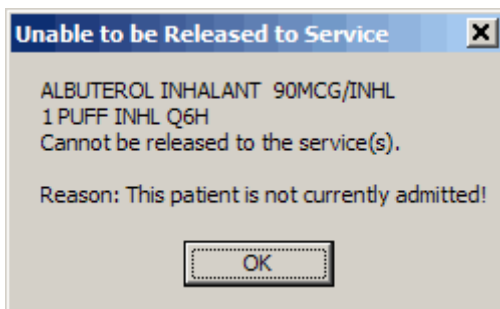 Unable to be Released to Service
ALBUTEROL INHALANT 90MCG/INHL
1 PUFF INHL Q6H
Cannot be released to the service(s).
Reason: This patient is not currently admitted!
OK